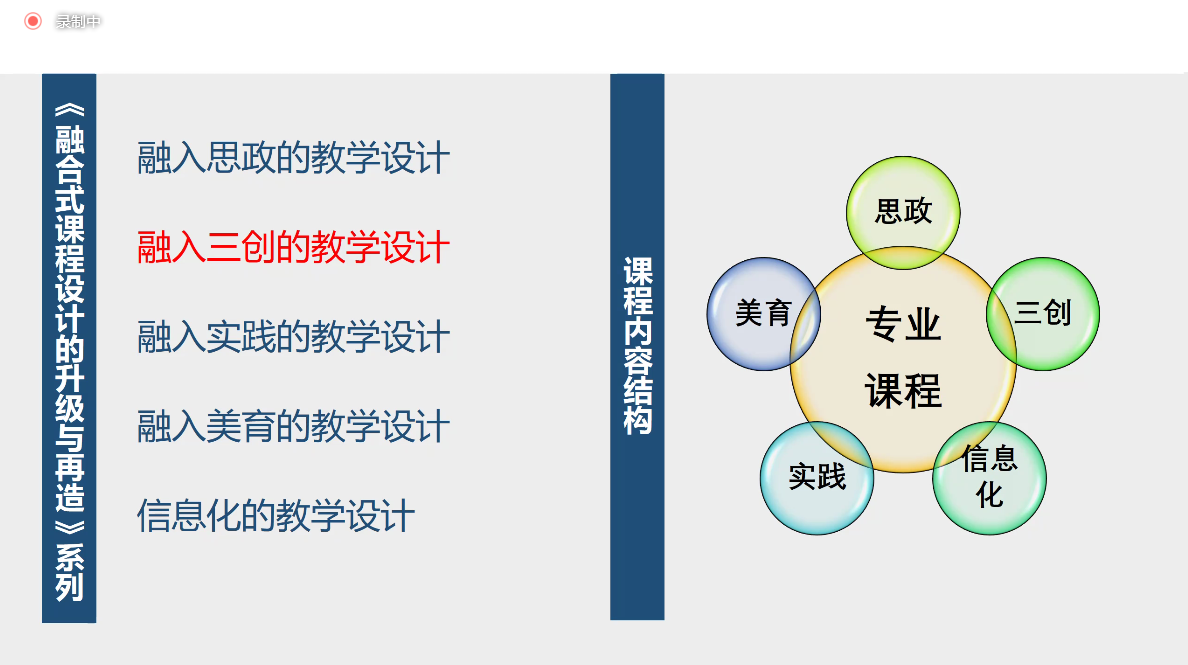 录制中
《融合式课程设计的升级与再造》系列
融入思政的教学设计
融入三创的教学设计
融入实践的教学设计
融入美育的教学设计
信息化的教学设计
课程内容结构
思政
美育
三创
专业
课程
实践
信息
化